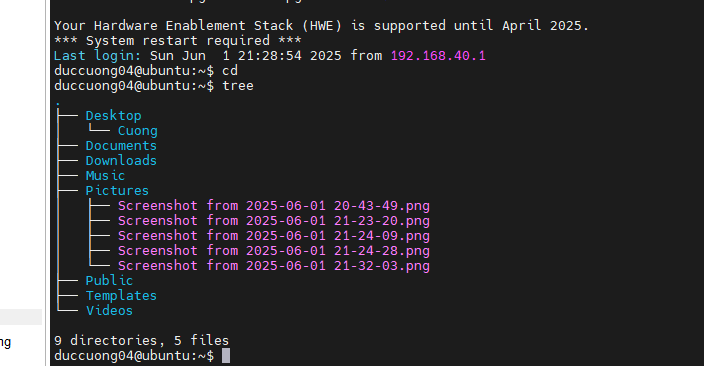 Your Hardware Enablement Stack (HWE) is supported until April 2025.
*** System restart required ***
Last login: Sun Jun  1 21:28:54 2025 from 192.168.40.1
duccuong04@ubuntu:~$ cd
duccuong04@ubuntu:~$ tree
.
├── Desktop
│   └── Cuong
├── Documents
├── Downloads
├── Music
├── Pictures
│   ├── Screenshot from 2025-06-01 20-43-49.png
│   ├── Screenshot from 2025-06-01 21-23-20.png
│   ├── Screenshot from 2025-06-01 21-24-09.png
│   ├── Screenshot from 2025-06-01 21-24-28.png
│   └── Screenshot from 2025-06-01 21-32-03.png
├── Public
├── Templates
└── Videos
9 directories, 5 files
ng
duccuong04@ubuntu:~$